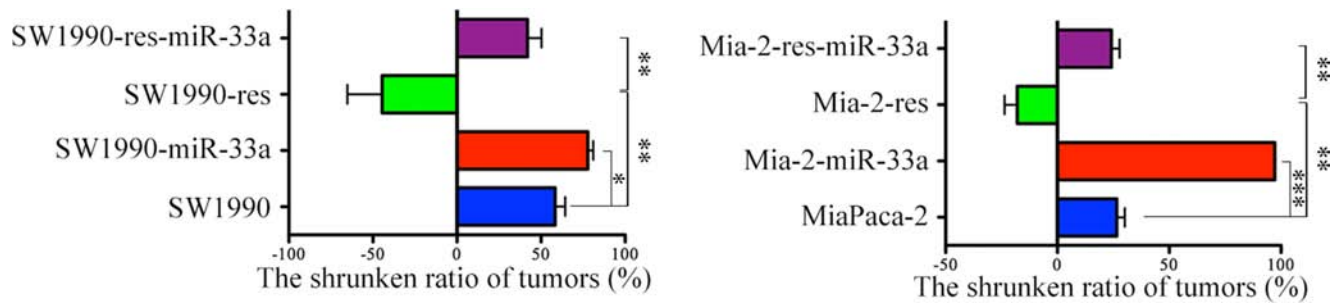 SW1990-res-miR-33a
SW1990-res
SW1990-miR-33a
SW1990
**
**
*
-100 -50 0 50 100
The shrunken ratio of tumors (%)
Mia-2-res-miR-33a
Mia-2-res
Mia-2-miR-33a
MiaPaca-2
**
**
***
-50 0 50 100
The shrunken ratio of tumors (%)